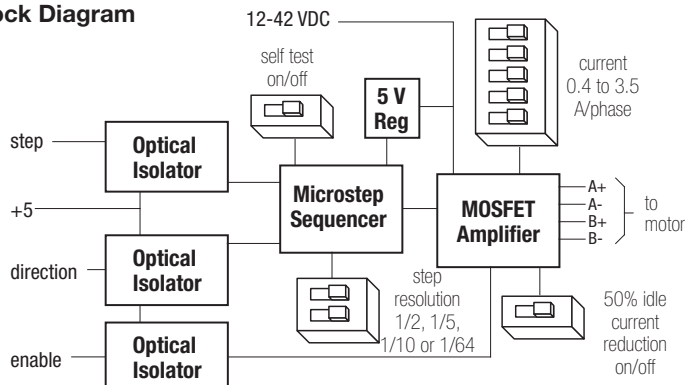 ock Diagram
12-42 VDC
self test
on/off
5 V
Reg
current
0.4 to 3.5
A/phase
step
Optical
Isolator
+5
Microstep
Sequencer
MOSFET
Amplifier
A+
A-
B+
B-
to
motor
direction
Optical
Isolator
step
resolution
1/2, 1/5,
1/10 or 1/64
50% idle
current
reduction
on/off
enable
Optical
Isolator